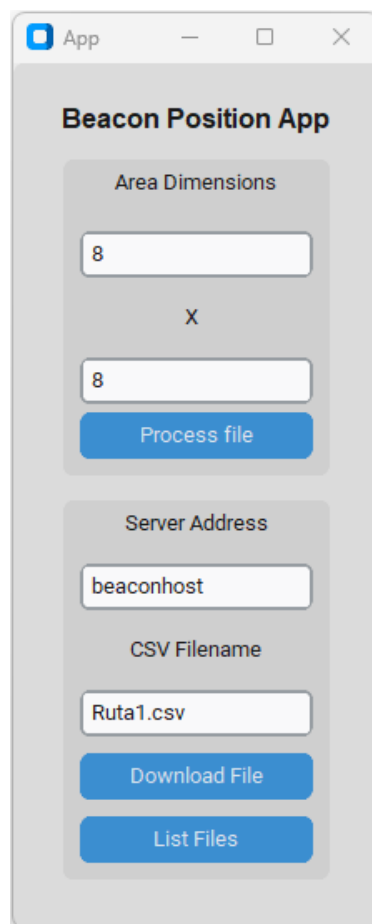 App
Beacon Position App
Area Dimensions
8
X
8
Process file
Server Address
beaconhost
CSV Filename
Ruta1.csv
Download File
List Files